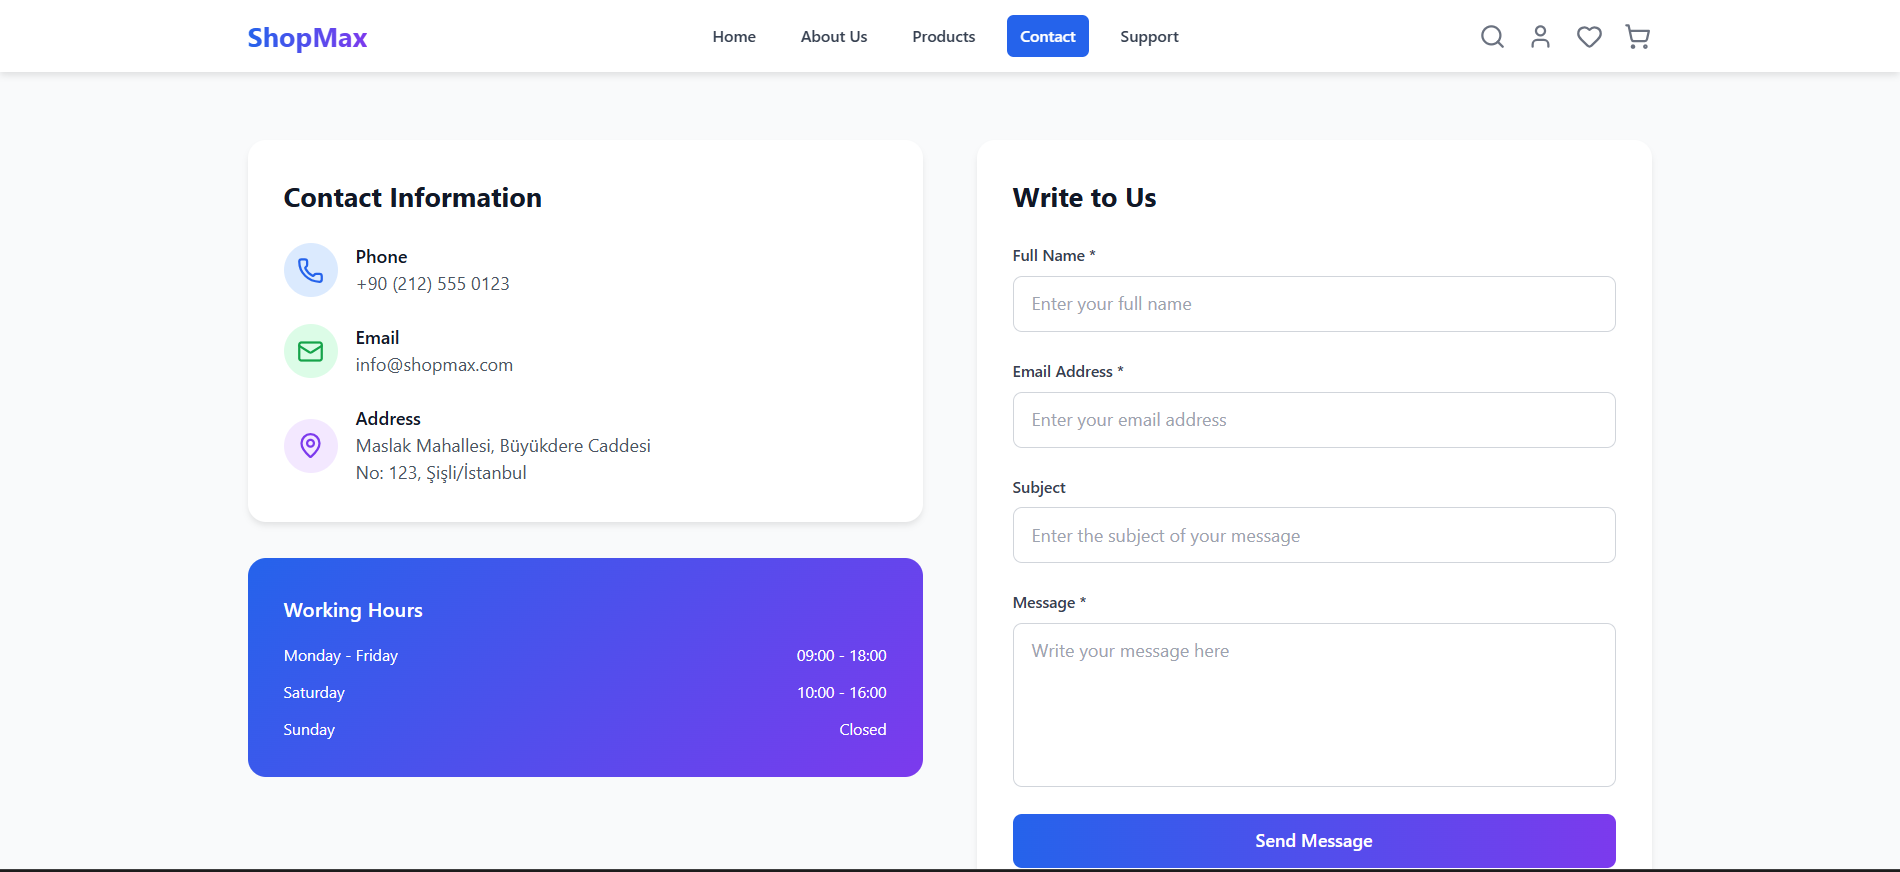 ShopMax
Home
About Us
Products
Contact
Support
Contact Information
Phone
+90 (212) 555 0123
Email
info@shopmax.com
Address
Maslak Mahallesi, Büyükdere Caddesi
No: 123, Şişli/İstanbul
Working Hours
Monday - Friday 09:00 - 18:00
Saturday 10:00 - 16:00
Sunday Closed
Write to Us
Full Name *
Enter your full name
Email Address *
Enter your email address
Subject
Enter the subject of your message
Message *
Write your message here
Send Message